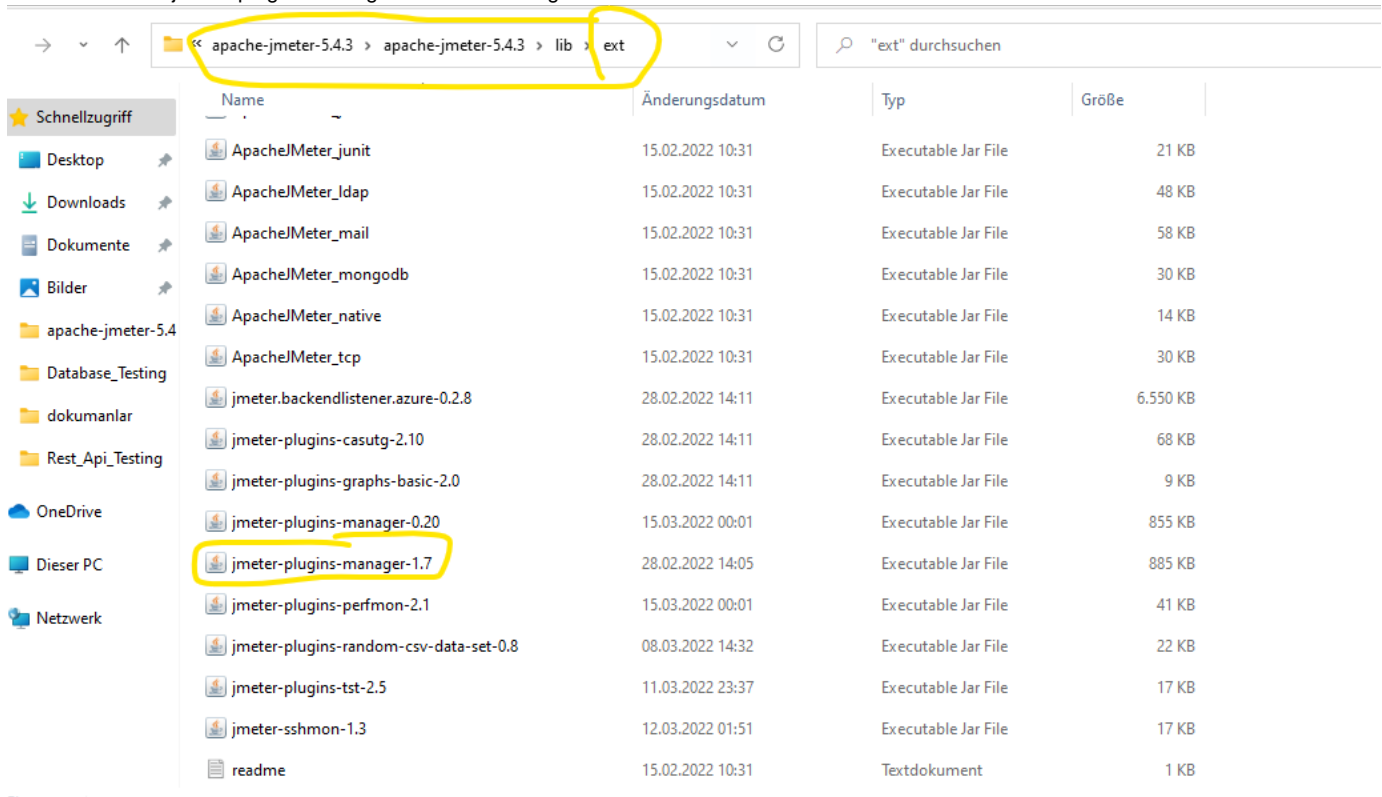 apache-jmeter-5.4.3 > apache-jmeter-5.4.3 > lib > ext
"ext" durchsuchen
Name Änderungsdatum Typ Größe
Schnellzugriff
Desktop
Downloads
Dokumente
Bilder
apache-jmeter-5.4
Database_Testing
dokumanlar
Rest_Api_Testing
OneDrive
Dieser PC
Netzwerk
ApacheJMeter_junit 15.02.2022 10:31 Executable Jar File 21 KB
ApacheJMeter_ldap 15.02.2022 10:31 Executable Jar File 48 KB
ApacheJMeter_mail 15.02.2022 10:31 Executable Jar File 58 KB
ApacheJMeter_mongodb 15.02.2022 10:31 Executable Jar File 30 KB
ApacheJMeter_native 15.02.2022 10:31 Executable Jar File 14 KB
ApacheJMeter_tcp 15.02.2022 10:31 Executable Jar File 30 KB
jmeter.backendlistener.azure-0.2.8 28.02.2022 14:11 Executable Jar File 6.550 KB
jmeter-plugins-casutg-2.10 28.02.2022 14:11 Executable Jar File 68 KB
jmeter-plugins-graphs-basic-2.0 28.02.2022 14:11 Executable Jar File 9 KB
jmeter-plugins-manager-0.20 15.03.2022 00:01 Executable Jar File 855 KB
jmeter-plugins-manager-1.7 28.02.2022 14:05 Executable Jar File 885 KB
jmeter-plugins-perfmon-2.1 15.03.2022 00:01 Executable Jar File 41 KB
jmeter-plugins-random-csv-data-set-0.8 08.03.2022 14:32 Executable Jar File 22 KB
jmeter-plugins-tst-2.5 11.03.2022 23:37 Executable Jar File 17 KB
jmeter-sshmon-1.3 12.03.2022 01:51 Executable Jar File 17 KB
readme 15.02.2022 10:31 Textdokument 1 KB